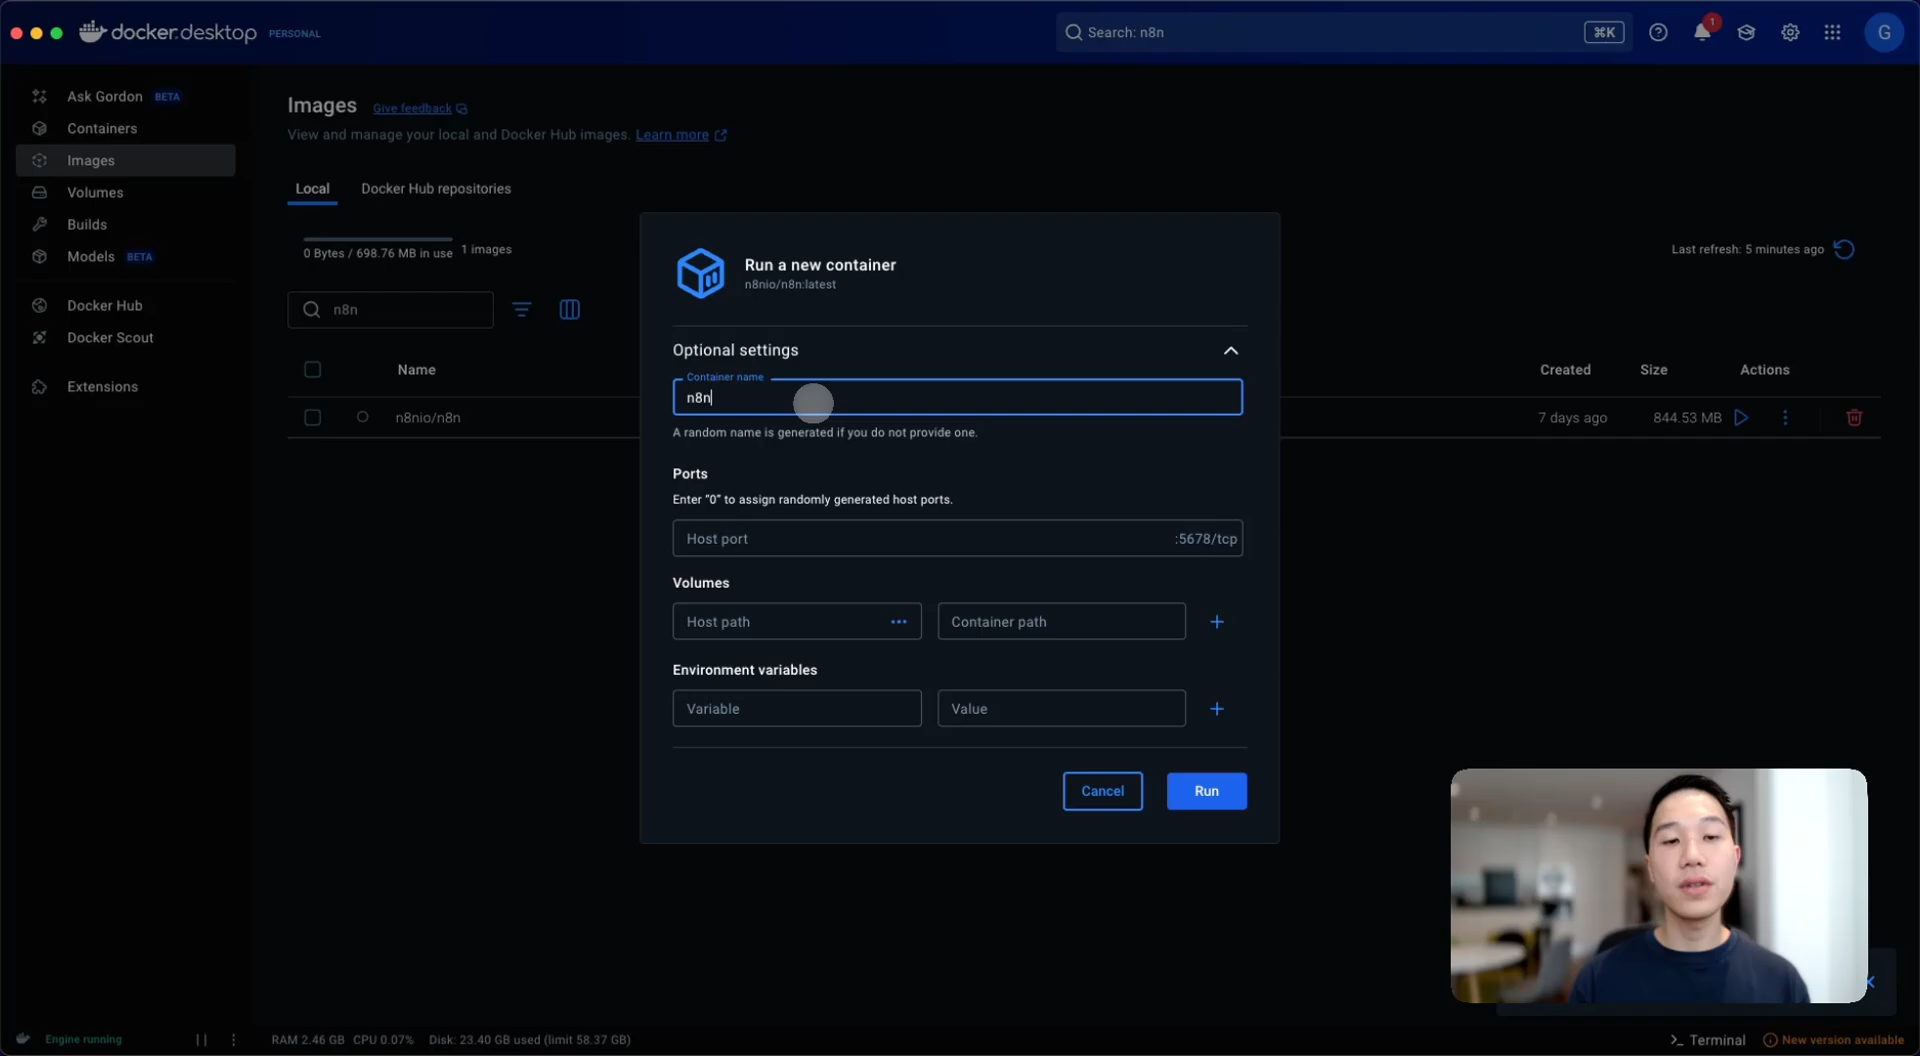 docker.desktop PERSONAL
Search: n8n
⌘K
1
G
Ask Gordon BETA
Containers
Images
Volumes
Builds
Models BETA
Docker Hub
Docker Scout
Extensions
Images Give feedback
View and manage your local and Docker Hub images. Learn more
Local Docker Hub repositories
0 Bytes / 698.76 MB in use 1 images
Last refresh: 5 minutes ago
n8n
Name Created Size Actions
n8nio/n8n 7 days ago 844.53 MB
Run a new container
n8nio/n8n:latest
Optional settings
Container name
n8n
A random name is generated if you do not provide one.
Ports
Enter “0” to assign randomly generated host ports.
Host port :5678/tcp
Volumes
Host path ··· Container path +
Environment variables
Variable Value +
Cancel Run
Engine running RAM 2.46 GB CPU 0.07% Disk: 23.40 GB used (limit 58.37 GB) >_ Terminal New version available